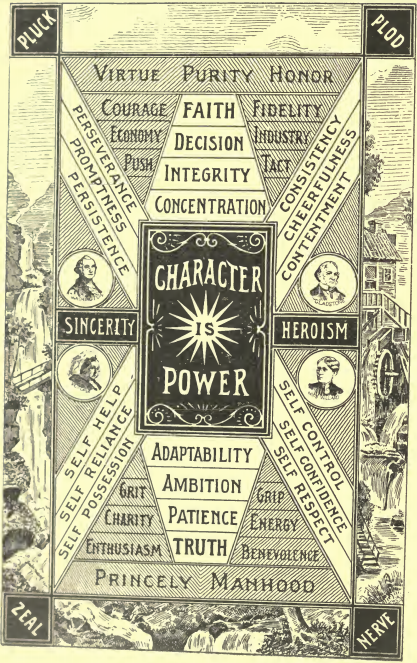 PLUCK
PLOD
VIRTUE PURITY HONOR
COURAGE
ECONOMY
PUSH
FAITH
DECISION
INTEGRITY
CONCENTRATION
FIDELITY
INDUSTRY
TACT
PERSEVERANCE
PROMPTNESS
PERSISTENCE
CONSISTENCY
CHEERFULNESS
CONTENTMENT
GLADSTONE
SINCERITY
CHARACTER
IS
POWER
HEROISM
SELF HELP
SELF RELIANCE
SELF POSSESSION
SELF CONTROL
SELF CONFIDENCE
SELF RESPECT
ADAPTABILITY
AMBITION
PATIENCE
TRUTH
GRIT
CHARITY
ENTHUSIASM
GRIP
ENERGY
BENEVOLENCE
PRINCELY MANHOOD
ZEAL
NERVE